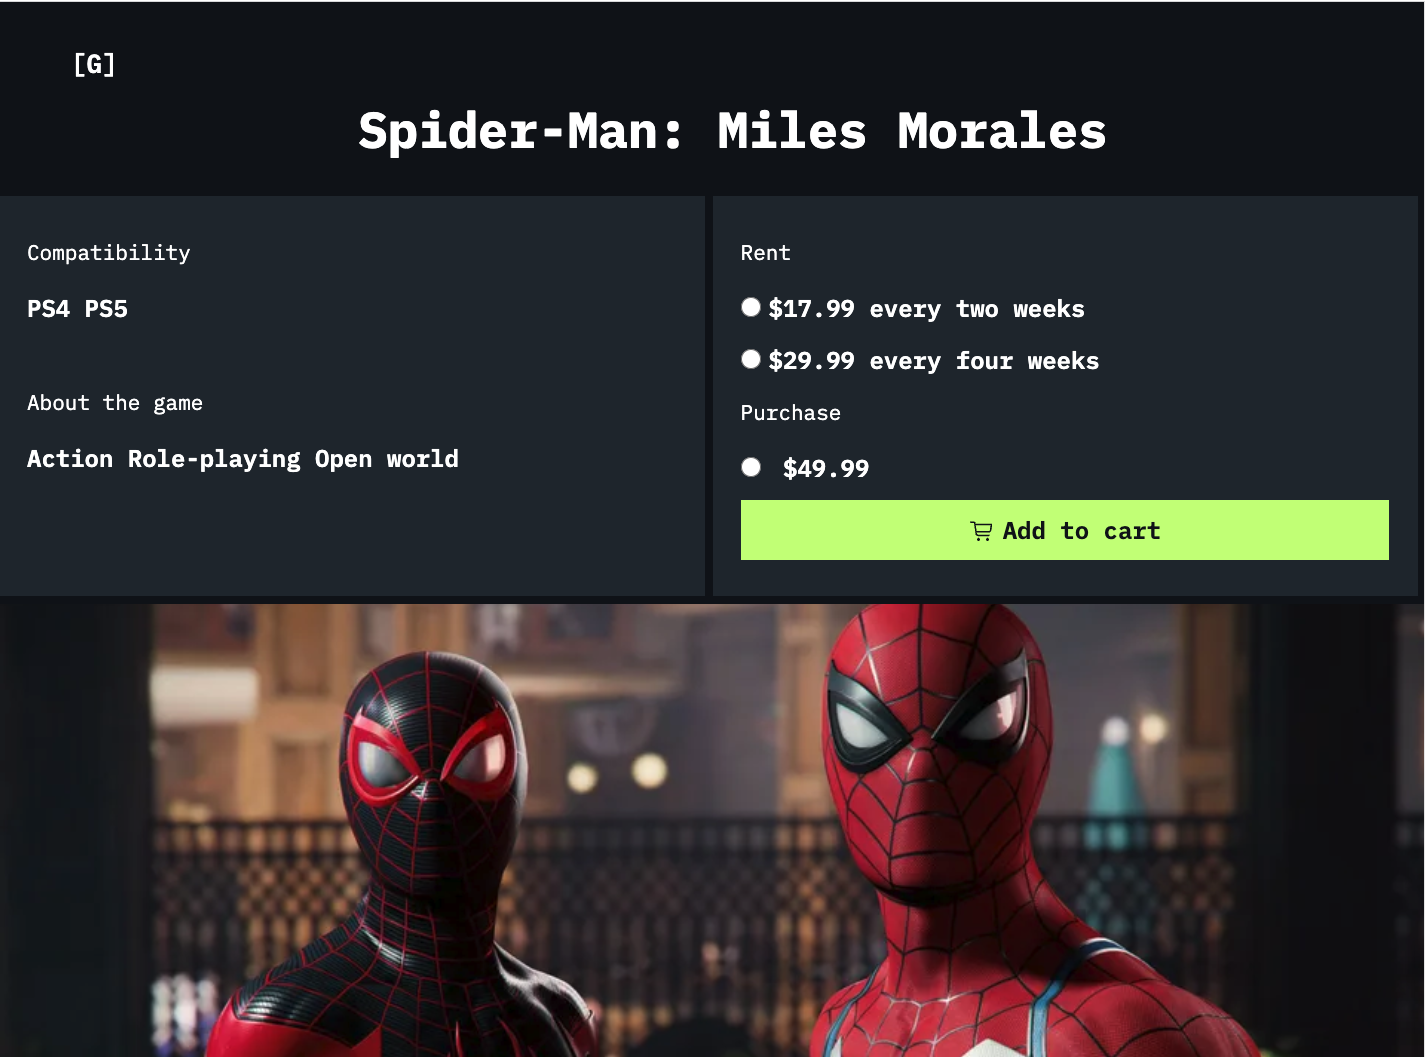 [G]
Spider-Man: Miles Morales
Compatibility
PS4 PS5
About the game
Action Role-playing Open world
Rent
$17.99 every two weeks
$29.99 every four weeks
Purchase
$49.99
Add to cart